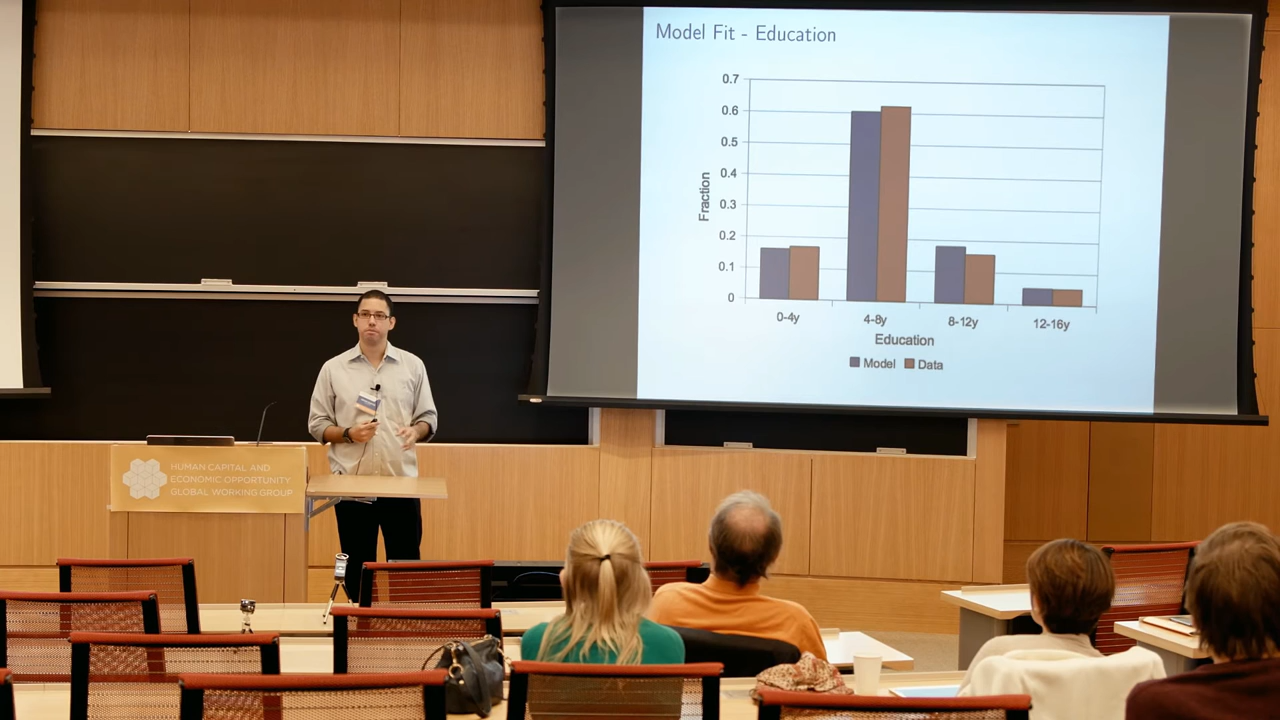 Model Fit - Education
0.7
0.6
0.5
0.4
0.3
0.2
0.1
0
Fraction
0-4y
4-8y
8-12y
12-16y
Education
Model
Data
HUMAN CAPITAL AND
ECONOMIC OPPORTUNITY
GLOBAL WORKING GROUP